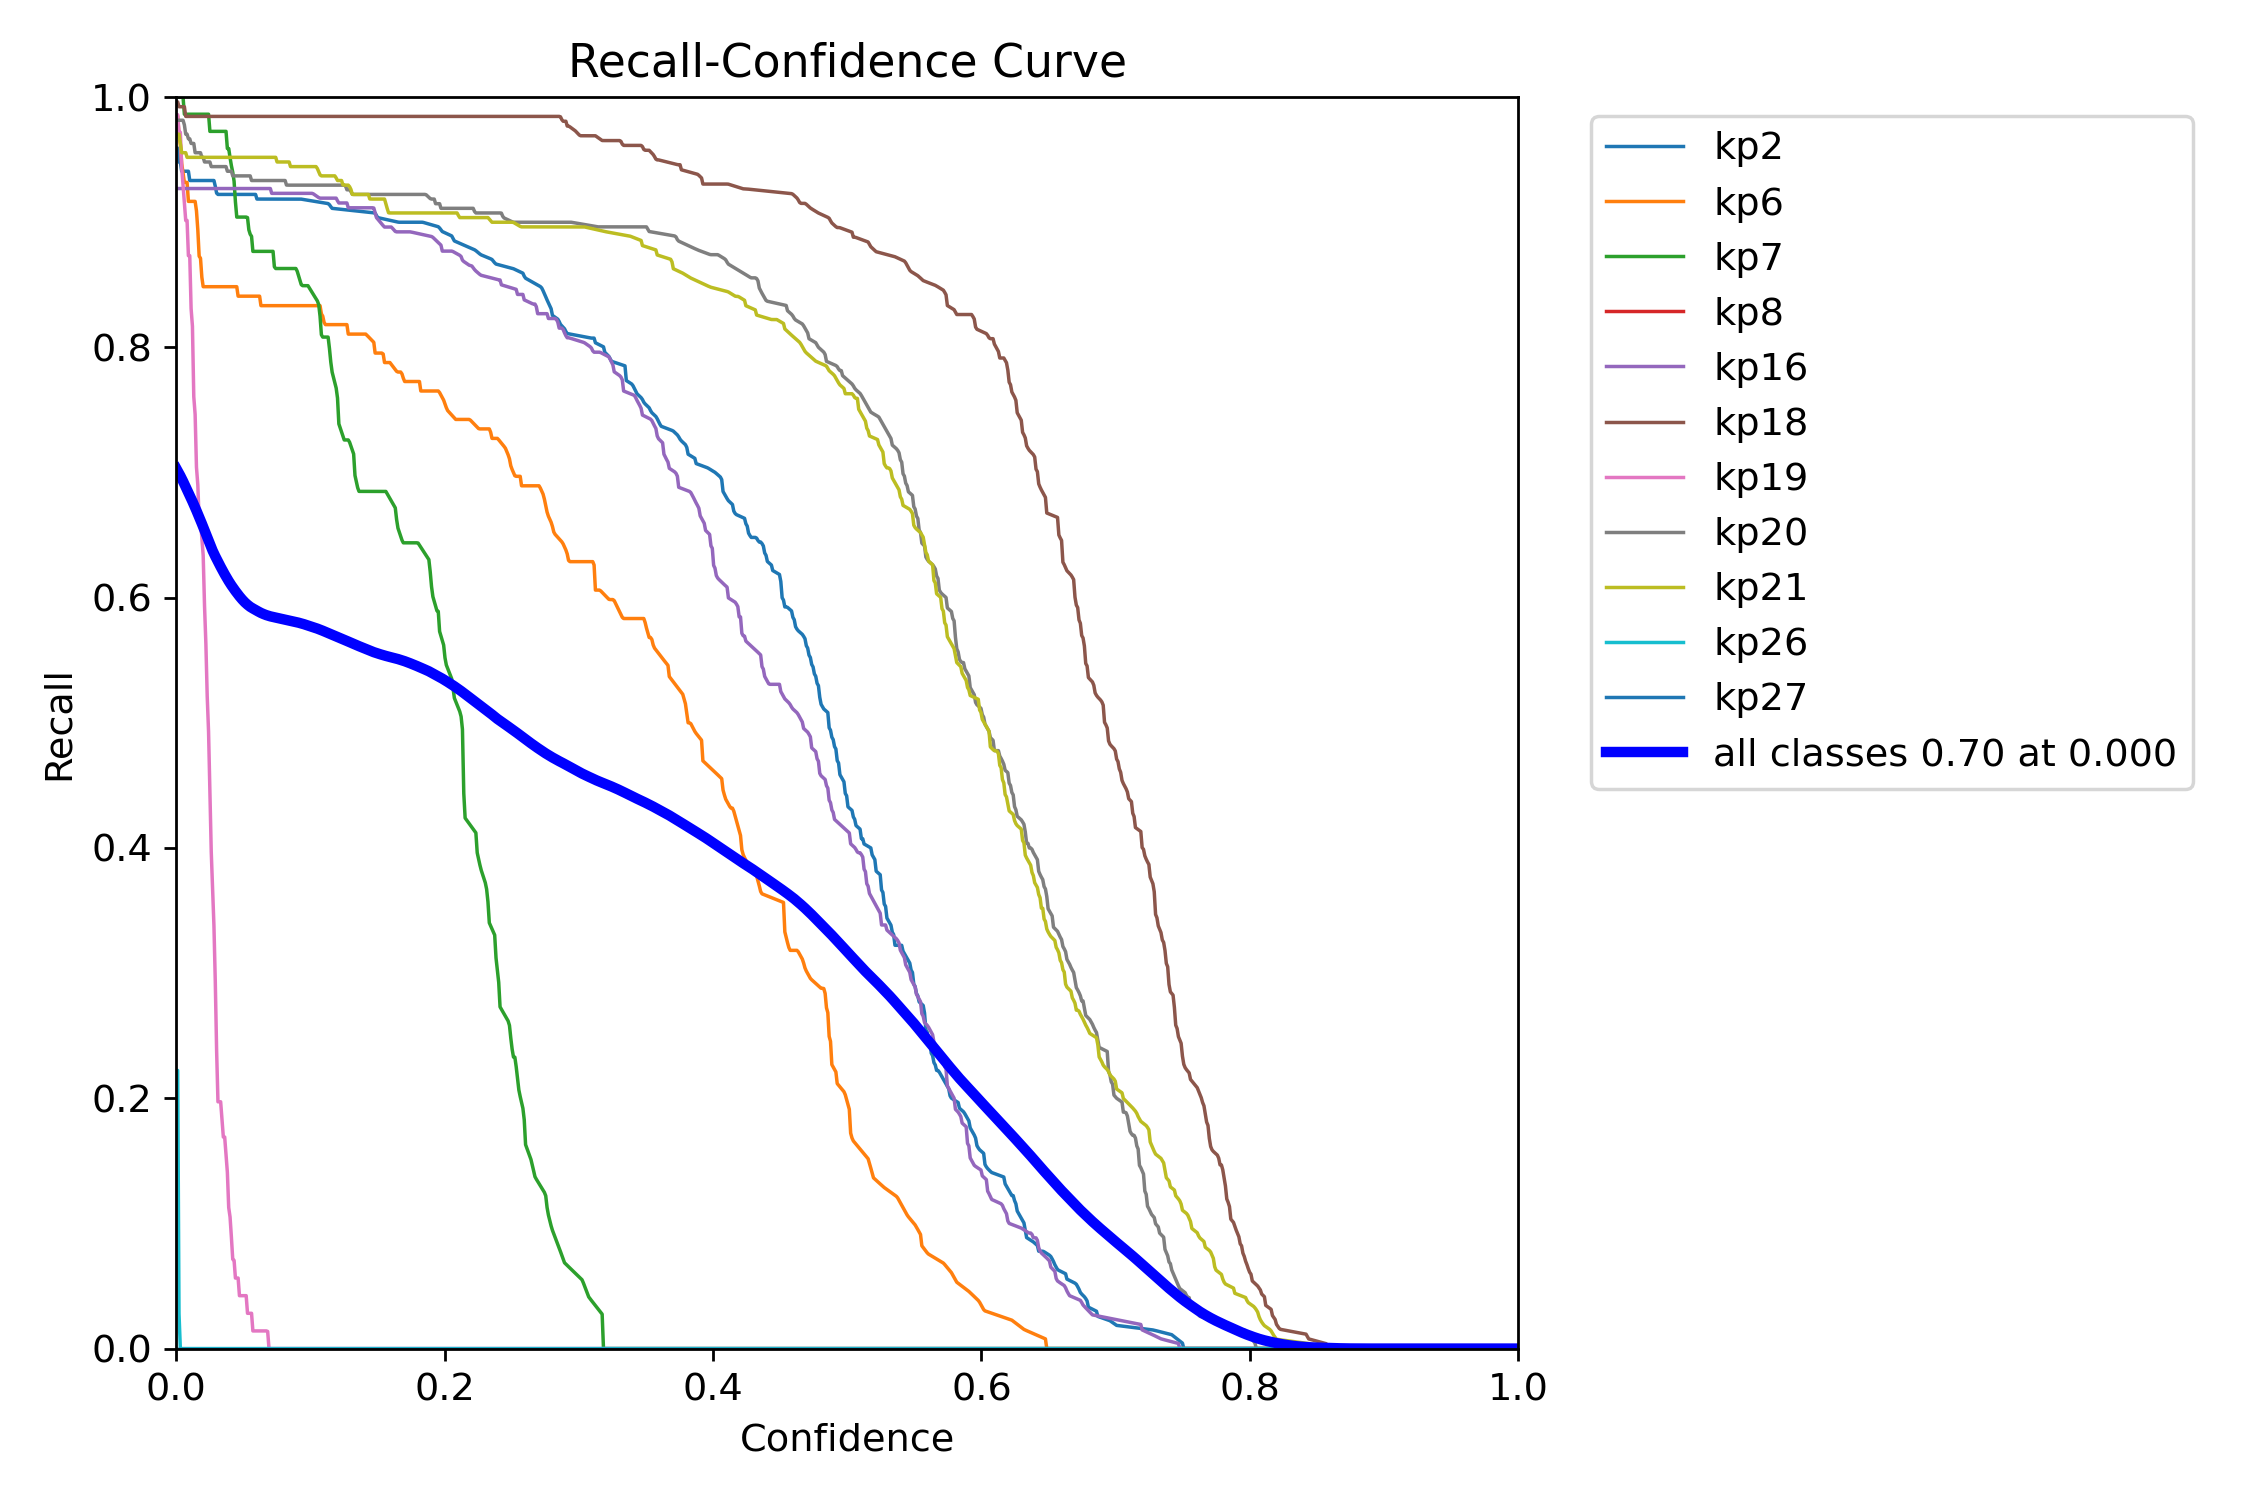 Recall-Confidence Curve
1.0
0.8
0.6
0.4
0.2
0.0
Recall
0.0 0.2 0.4 0.6 0.8 1.0
Confidence
kp2
kp6
kp7
kp8
kp16
kp18
kp19
kp20
kp21
kp26
kp27
all classes 0.70 at 0.000